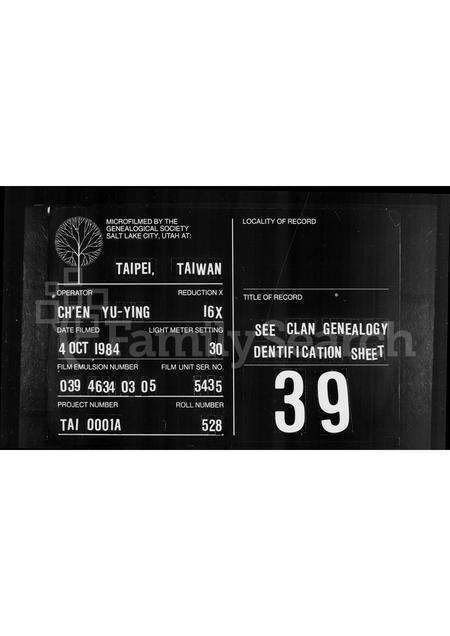 MICROFILMED BY THE
GENEALOGICAL SOCIETY
SALT LAKE CITY, UTAH AT:
TAIPEI, TAIWAN
OPERATOR REDUCTION X
CH'EN YU-YING 16X
DATE FILMED LIGHT METER SETTING
4 OCT 1984 30
FILM EMULSION NUMBER FILM UNIT SER. NO.
039 4634 03 05 5435
PROJECT NUMBER ROLL NUMBER
TAI 0001A 528
LOCALITY OF RECORD
TITLE OF RECORD
SEE CLAN GENEALOGY
DENTIFICATION SHEET
39
FamilySearch